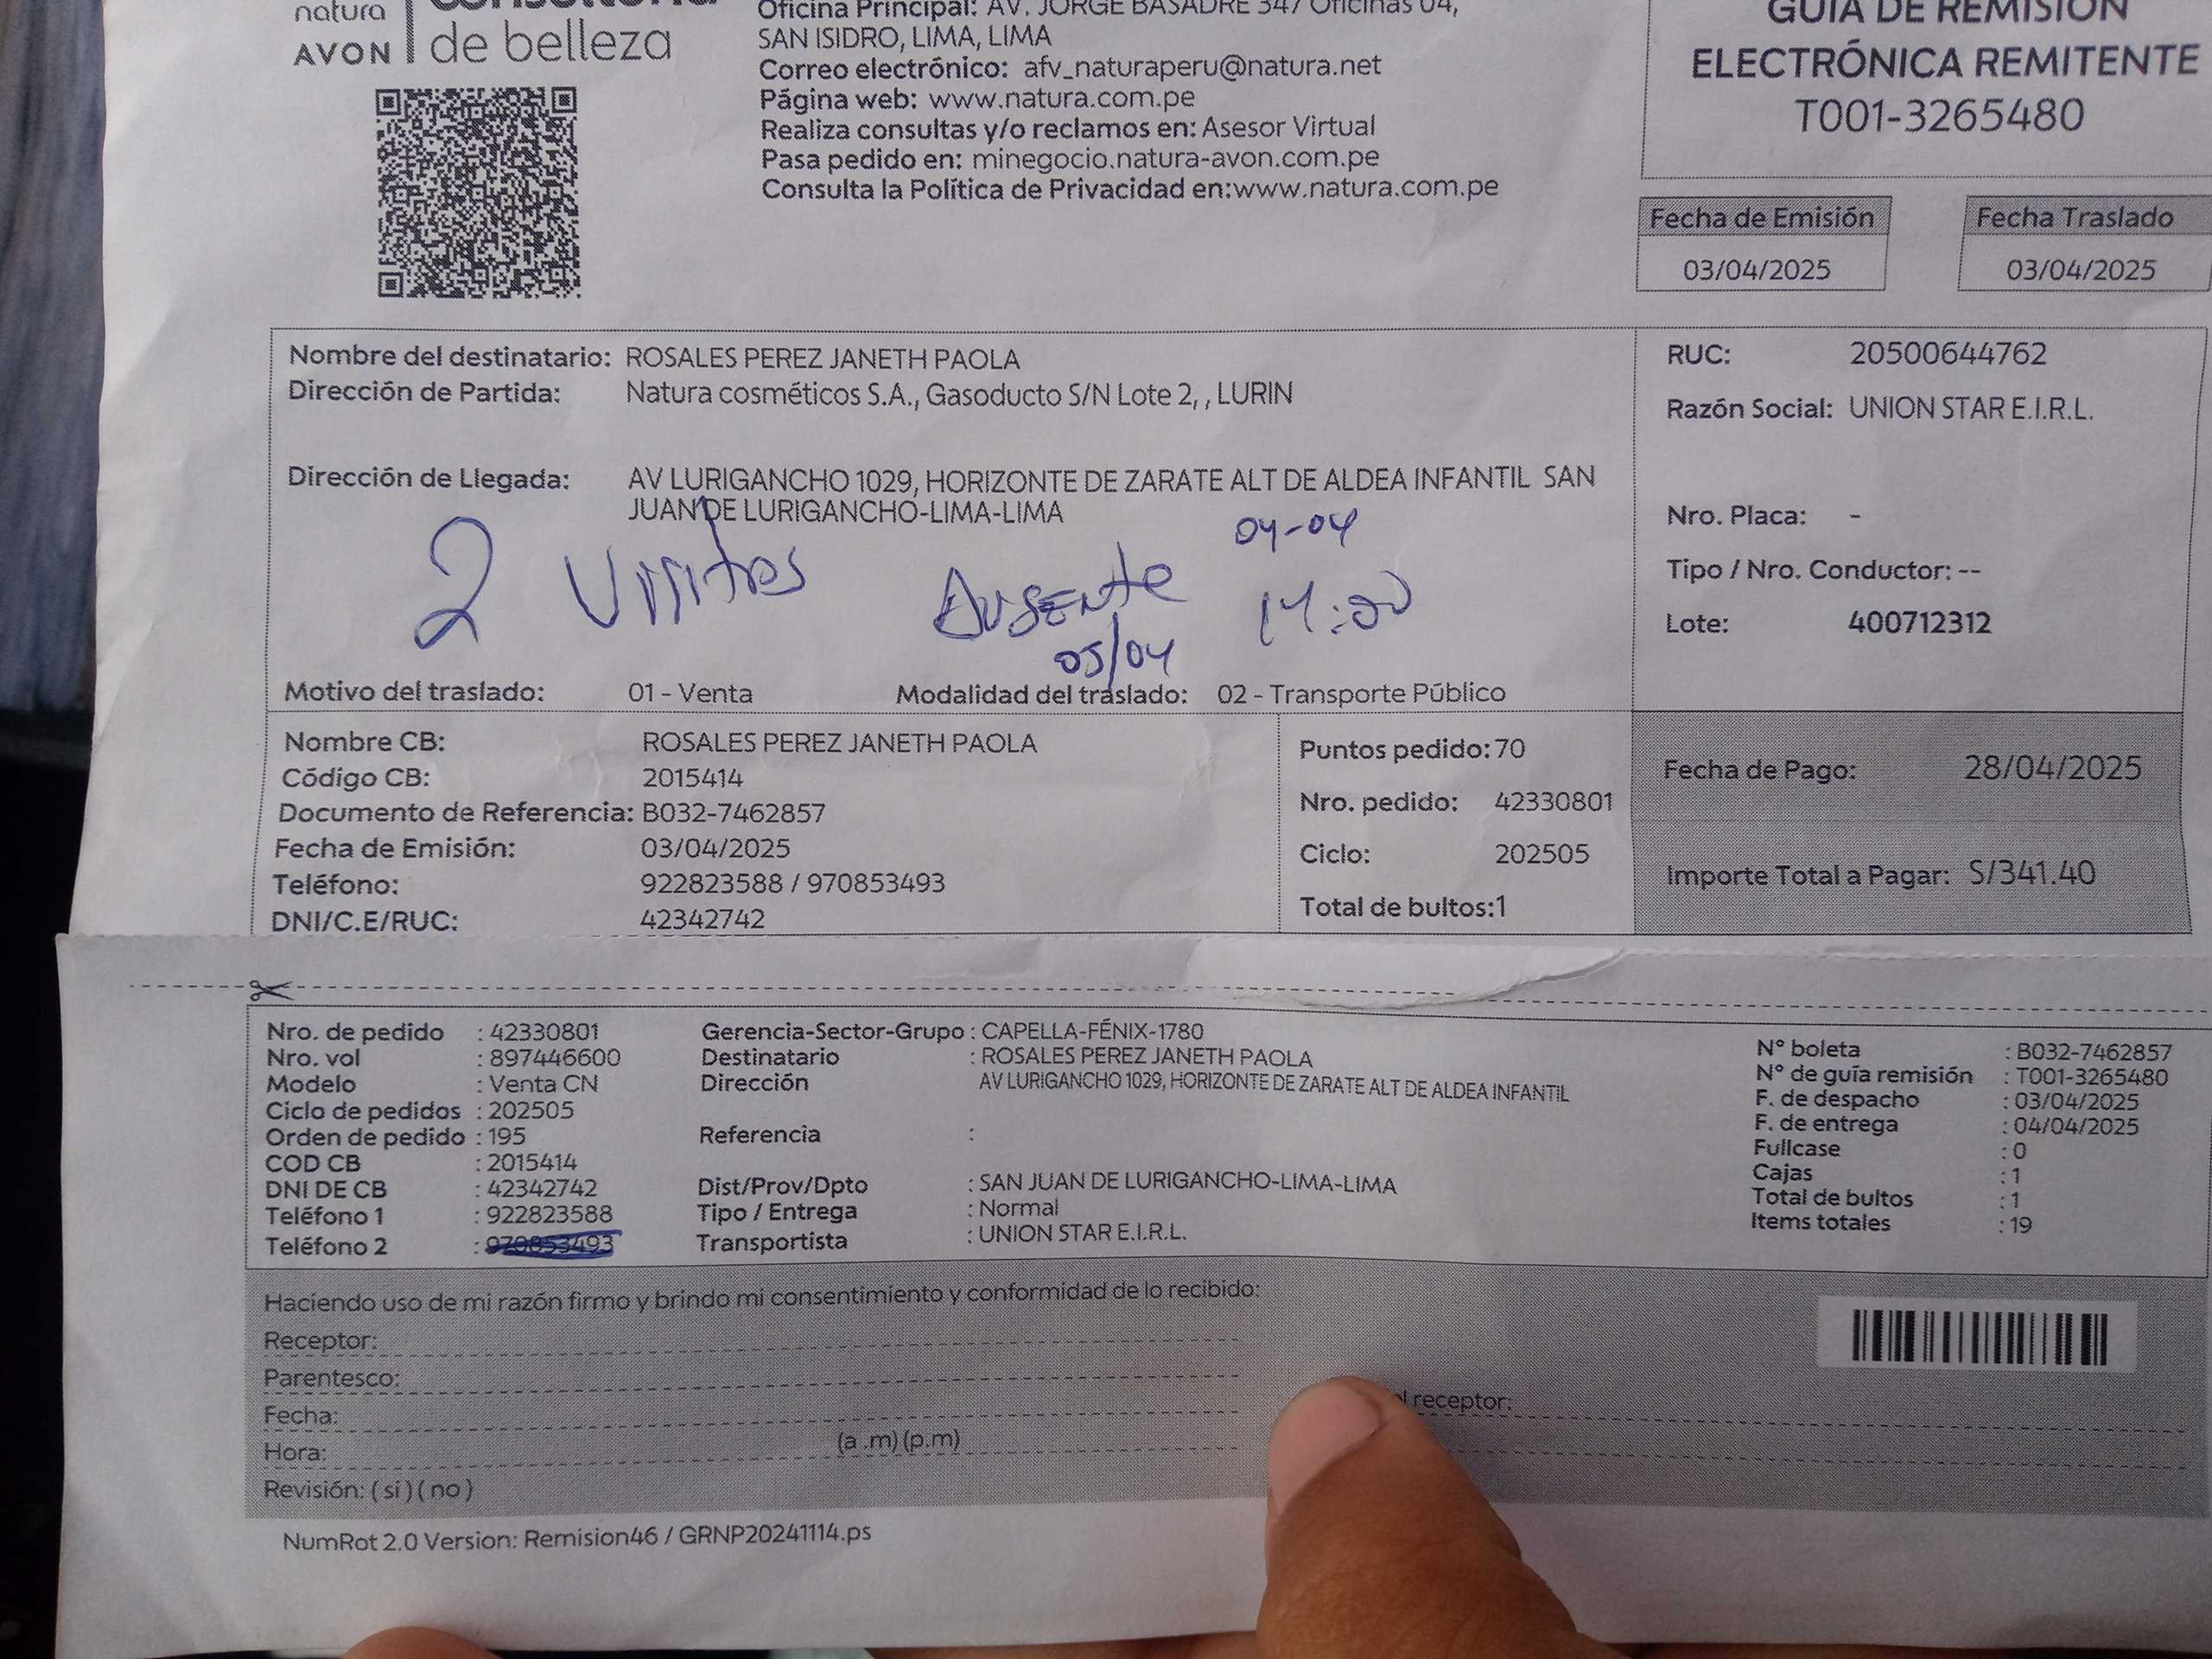 natura
AVON
de belleza
Oficina Principal: AV. JORGE BASADRE 347 Oficinas 04,
SAN ISIDRO, LIMA, LIMA
Correo electrónico: afv_naturaperu@natura.net
Página web: www.natura.com.pe
Realiza consultas y/o reclamos en: Asesor Virtual
Pasa pedido en: minegocio.natura-avon.com.pe
Consulta la Política de Privacidad en:www.natura.com.pe
GUÍA DE REMISIÓN
ELECTRÓNICA REMITENTE
T001-3265480
Fecha de Emisión
03/04/2025
Fecha Traslado
03/04/2025
Nombre del destinatario: ROSALES PEREZ JANETH PAOLA
Dirección de Partida: Natura cosméticos S.A., Gasoducto S/N Lote 2, , LURIN
Dirección de Llegada: AV LURIGANCHO 1029, HORIZONTE DE ZARATE ALT DE ALDEA INFANTIL SAN
JUAN DE LURIGANCHO-LIMA-LIMA
04-04
2 Visitas Ausente
05/04
Motivo del traslado: 01 - Venta Modalidad del traslado: 02 - Transporte Público
RUC: 20500644762
Razón Social: UNION STAR E.I.R.L.
Nro. Placa: -
Tipo / Nro. Conductor: --
Lote: 400712312
Nombre CB: ROSALES PEREZ JANETH PAOLA
Código CB: 2015414
Documento de Referencia: B032-7462857
Fecha de Emisión: 03/04/2025
Teléfono: 922823588 / 970853493
DNI/C.E/RUC: 42342742
Puntos pedido: 70
Nro. pedido: 42330801
Ciclo: 202505
Total de bultos:1
Fecha de Pago: 28/04/2025
Importe Total a Pagar: S/341.40
Nro. de pedido : 42330801
Nro. vol : 897446600
Modelo : Venta CN
Ciclo de pedidos : 202505
Orden de pedido : 195
COD CB : 2015414
DNI DE CB : 42342742
Teléfono 1 : 922823588
Teléfono 2 : 970853493
Gerencia-Sector-Grupo : CAPELLA-FÉNIX-1780
Destinatario : ROSALES PEREZ JANETH PAOLA
Dirección AV LURIGANCHO 1029, HORIZONTE DE ZARATE ALT DE ALDEA INFANTIL
Referencia :
Dist/Prov/Dpto : SAN JUAN DE LURIGANCHO-LIMA-LIMA
Tipo / Entrega : Normal
Transportista : UNION STAR E.I.R.L.
N° boleta : B032-7462857
N° de guía remisión : T001-3265480
F. de despacho : 03/04/2025
F. de entrega : 04/04/2025
Fullcase : 0
Cajas : 1
Total de bultos : 1
Items totales : 19
Haciendo uso de mi razón firmo y brindo mi consentimiento y conformidad de lo recibido:
Receptor:
Parentesco:
Fecha:
Hora: (a .m) (p.m)
Revisión: ( si ) ( no )
receptor:
NumRot 2.0 Version: Remision46 / GRNP20241114.ps